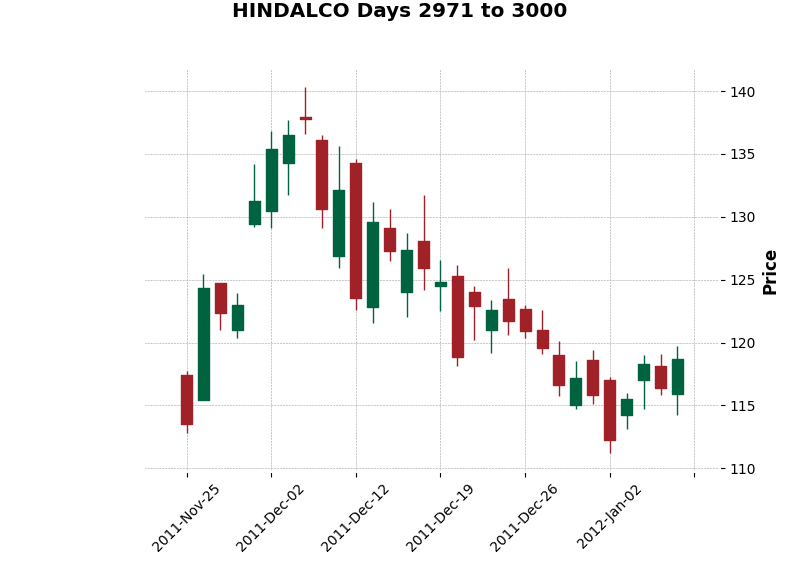 HINDALCO Days 2971 to 3000
140
135
130
125
120
115
110
Price
2011-Nov-25
2011-Dec-02
2011-Dec-12
2011-Dec-19
2011-Dec-26
2012-Jan-02